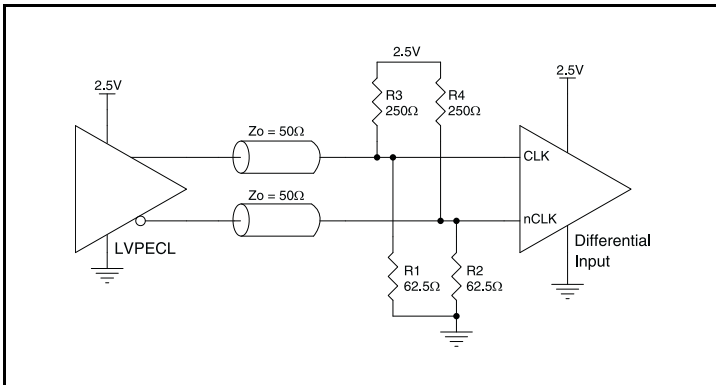 2.5V
R3
250Ω
R4
250Ω
2.5V
2.5V
Zo = 50Ω
CLK
Zo = 50Ω
nCLK
LVPECL
Differential
Input
R1
62.5Ω
R2
62.5Ω